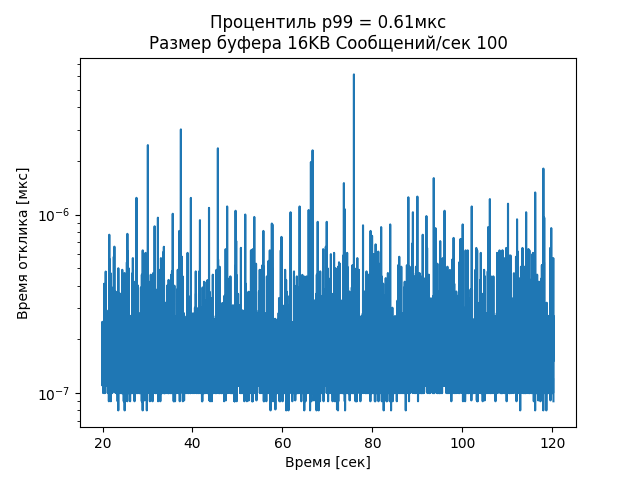 Процентиль p99 = 0.61мкс
Размер буфера 16KB Сообщений/сек 100
Время отклика [мкс]
10⁻⁶
10⁻⁷
20 40 60 80 100 120
Время [сек]